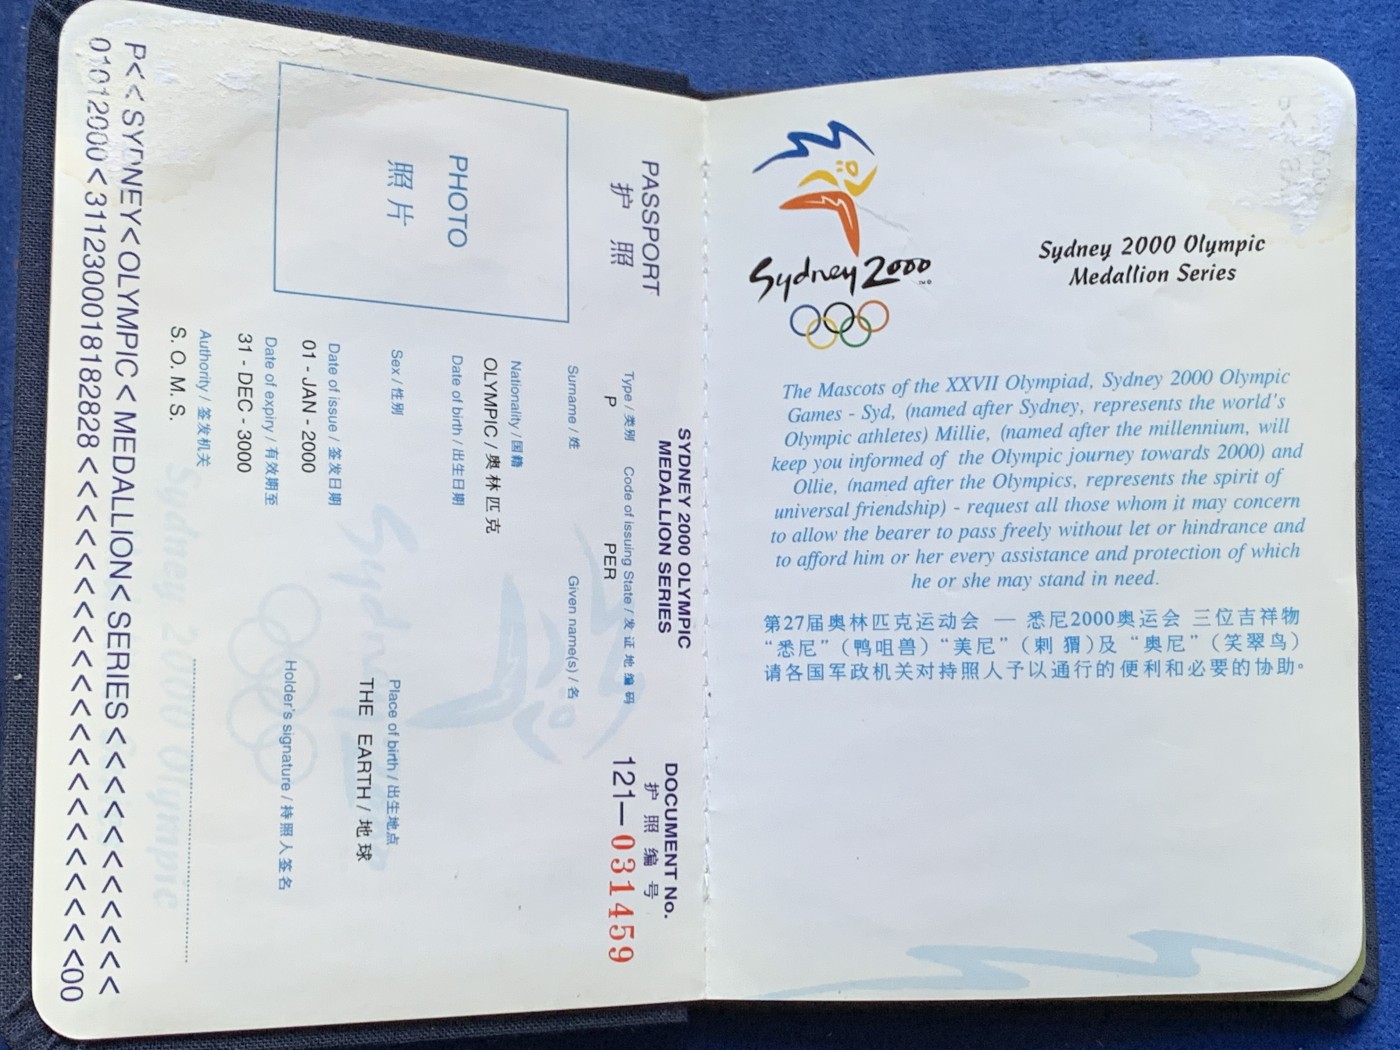 PASSPORT
护 照
SYDNEY 2000 OLYMPIC
MEDALLION SERIES
DOCUMENT No.
护 照 编 号
121—031459
PHOTO
照 片
Type / 类别
P
Code of issuing State / 发 证 地 编 码
PER
Surname / 姓
Given name(s) / 名
Nationality / 国籍
OLYMPIC / 奥 林 匹 克
Date of birth / 出生日期
Sex / 性别
Place of birth / 出生地点
THE EARTH / 地 球
Date of issue / 签发日期
01 - JAN - 2000
Date of expiry / 有效期至
31 - DEC - 3000
Holder's signature / 持 照 人 签 名
Authority / 签发机关
S. O. M. S.
P<<SYDNEY<OLYMPIC<MEDALLION<SERIES<<<<<<<<<<<<
01012000<3112300018182828<<<<<<<<<<<<<<<<<<00
Sydney 2000
Sydney 2000 Olympic
Medallion Series
The Mascots of the XXVII Olympiad, Sydney 2000 Olympic
Games - Syd, (named after Sydney, represents the world's
Olympic athletes) Millie, (named after the millennium, will
keep you informed of the Olympic journey towards 2000) and
Ollie, (named after the Olympics, represents the spirit of
universal friendship) - request all those whom it may concern
to allow the bearer to pass freely without let or hindrance and
to afford him or her every assistance and protection of which
he or she may stand in need.
第27届奥林匹克运动会 — 悉尼2000奥运会 三位吉祥物
“悉尼”（鸭咀兽）“美尼”（刺 猬）及 “奥尼”（笑翠鸟）
请各国军政机关对持照人予以通行的便利和必要的协助。